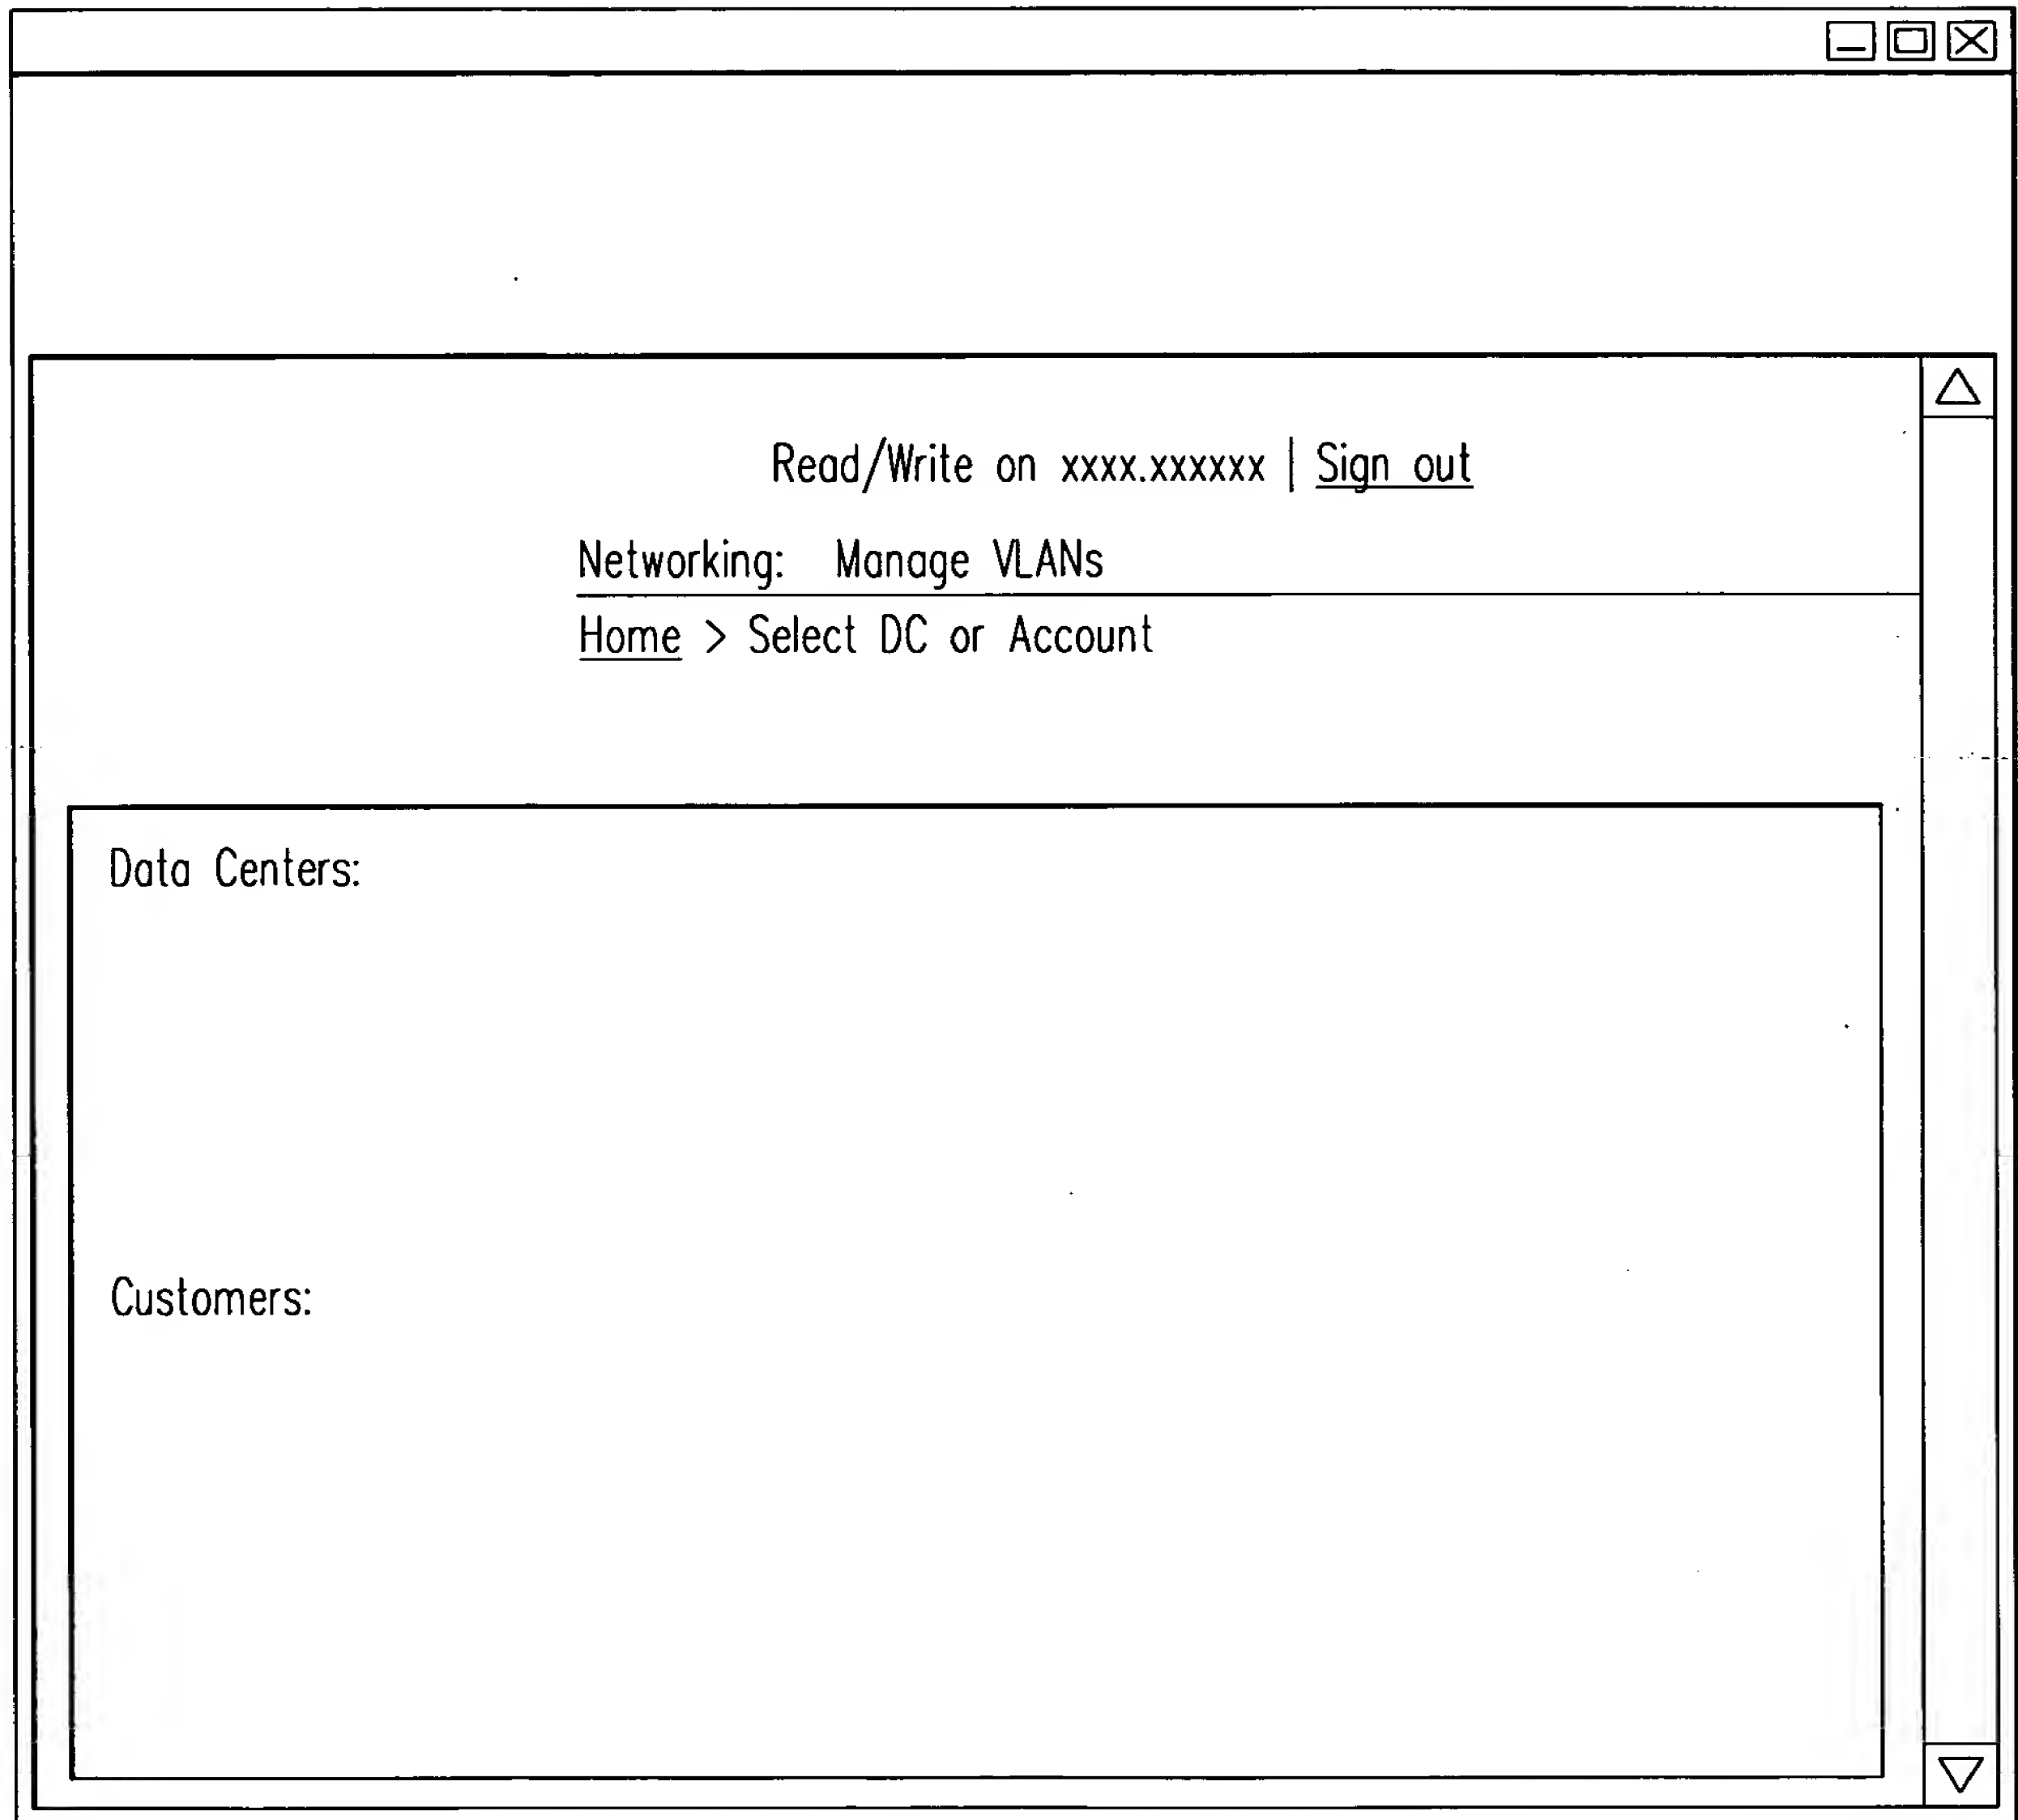 Read/Write on xxxx.xxxxxx | Sign out
Networking: Manage VLANs
Home > Select DC or Account
Data Centers:
Customers: